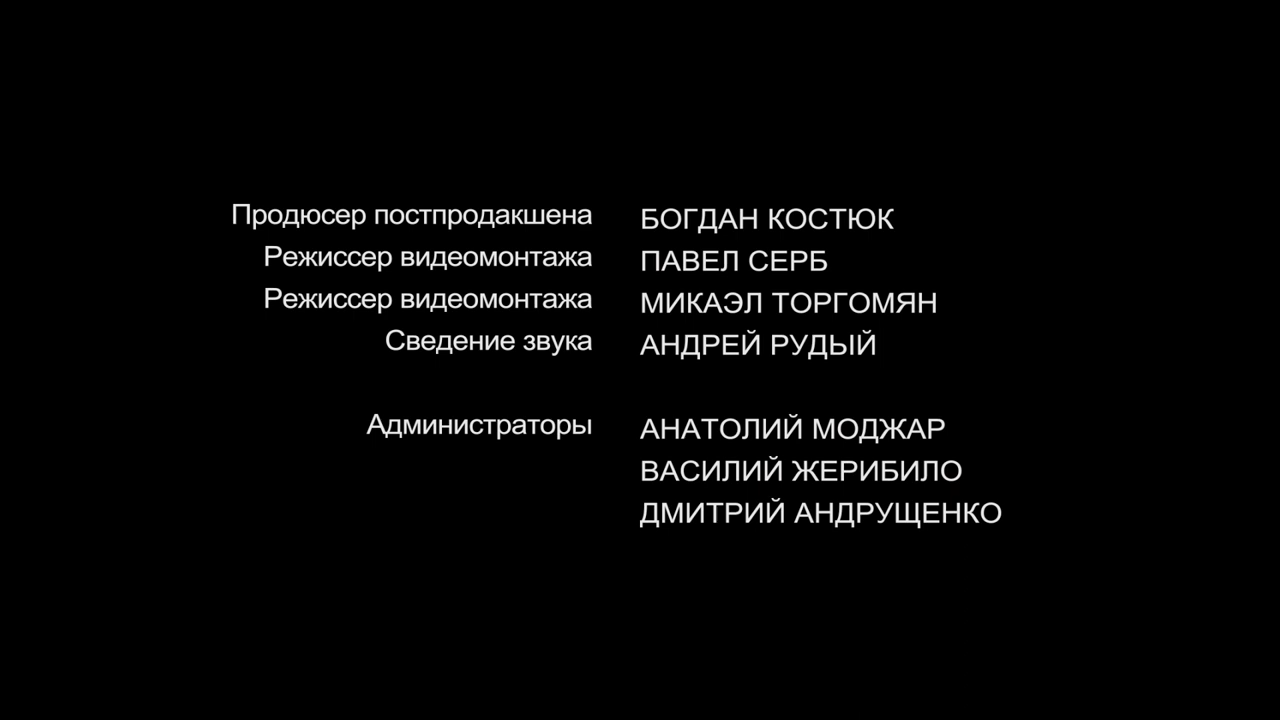 Продюсер постпродакшена БОГДАН КОСТЮК
Режиссер видеомонтажа ПАВЕЛ СЕРБ
Режиссер видеомонтажа МИКАЭЛ ТОРГОМЯН
Сведение звука АНДРЕЙ РУДЫЙ
Администраторы АНАТОЛИЙ МОДЖАР
ВАСИЛИЙ ЖЕРИБИЛО
ДМИТРИЙ АНДРУЩЕНКО